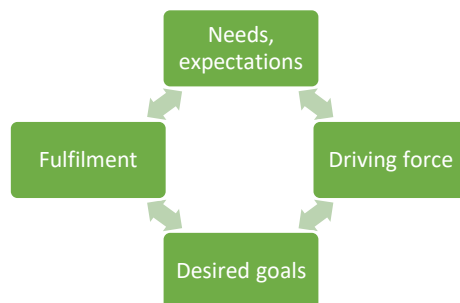 Needs,
expectations
Fulfilment
Driving force
Desired goals